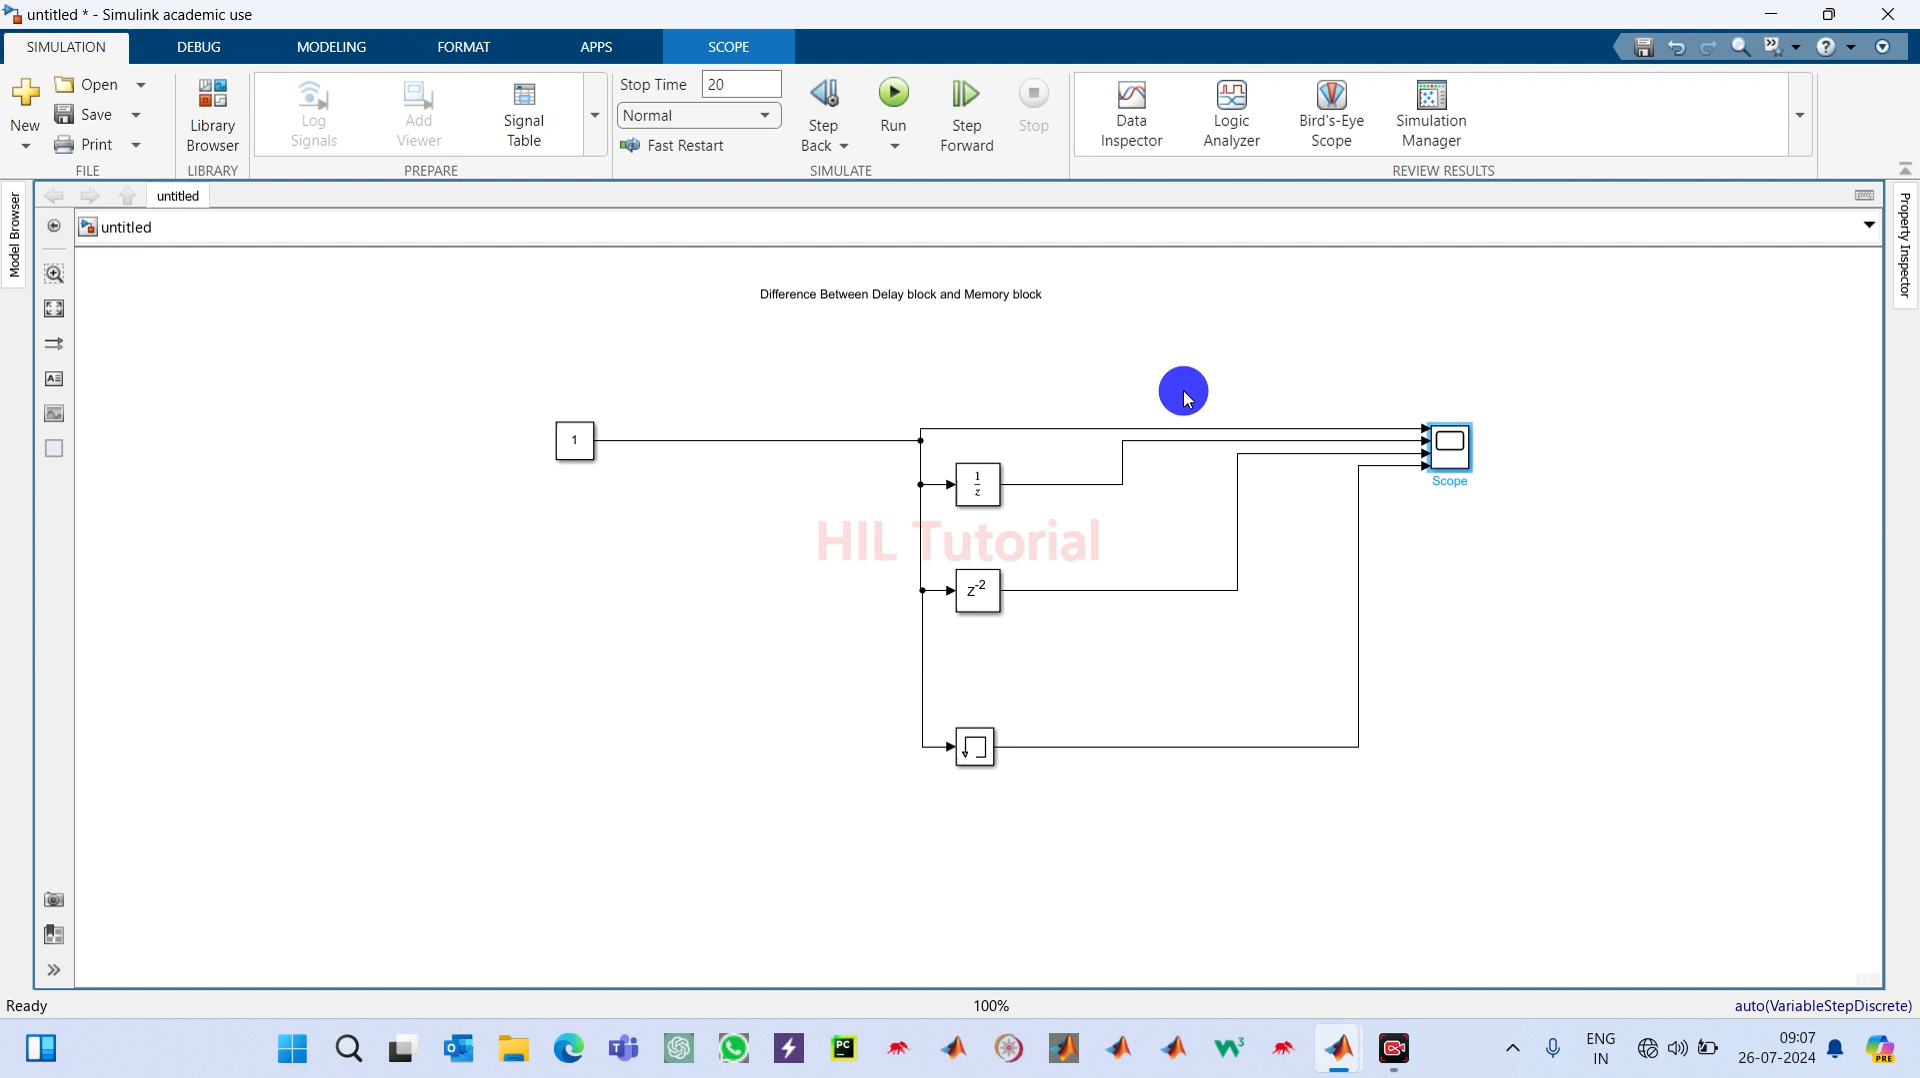 untitled * - Simulink academic use
SIMULATION
DEBUG
MODELING
FORMAT
APPS
SCOPE
New
Open
Save
Print
FILE
Library
Browser
LIBRARY
Log
Signals
Add
Viewer
Signal
Table
PREPARE
Stop Time
20
Normal
Fast Restart
Step
Back
Run
Step
Forward
Stop
SIMULATE
Data
Inspector
Logic
Analyzer
Bird's-Eye
Scope
Simulation
Manager
REVIEW RESULTS
Model Browser
untitled
untitled
Property Inspector
Difference Between Delay block and Memory block
1
1
z
Scope
HIL Tutorial
z-2
Ready
100%
auto(VariableStepDiscrete)
PC
W3
ENG
IN
09:07
26-07-2024
PRE